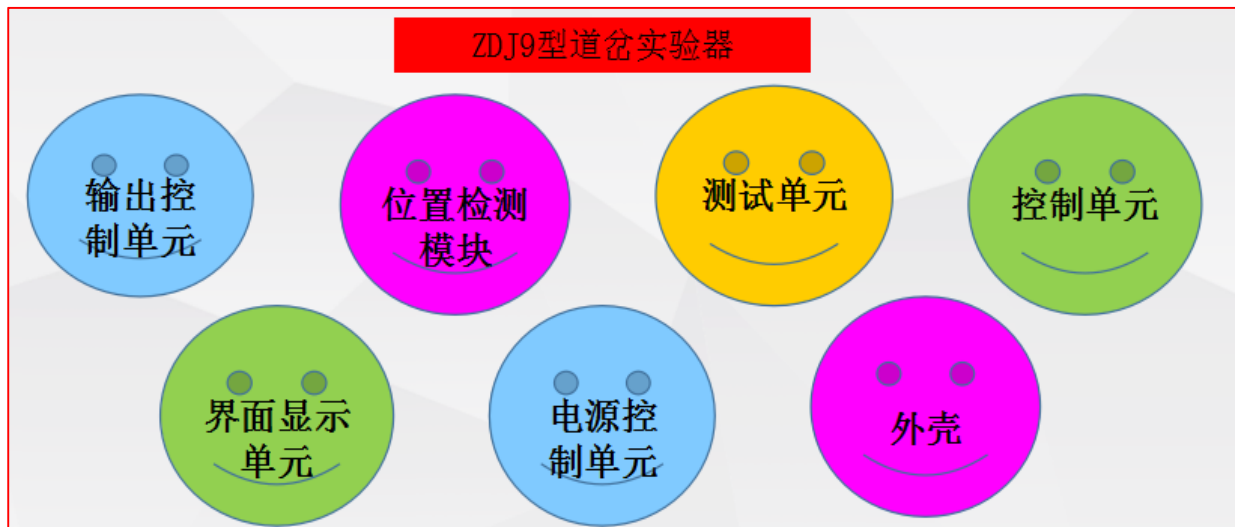 ZDJ9型道岔实验器
输出控
制单元
位置检测
模块
测试单元
控制单元
界面显示
单元
电源控
制单元
外壳